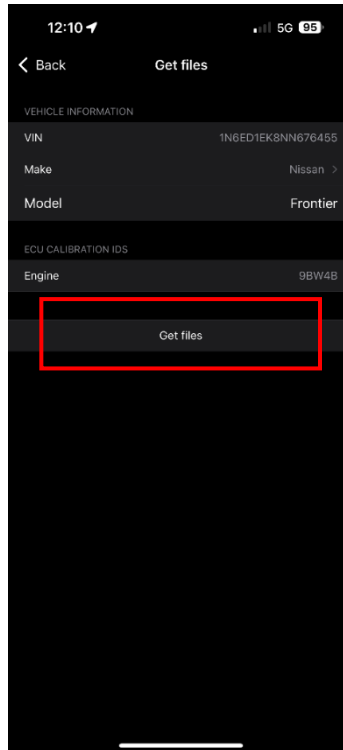 12:10 5G 95
Back Get files
VEHICLE INFORMATION
VIN 1N6ED1EK8NN676455
Make Nissan
Model Frontier
ECU CALIBRATION IDS
Engine 9BW4B
Get files